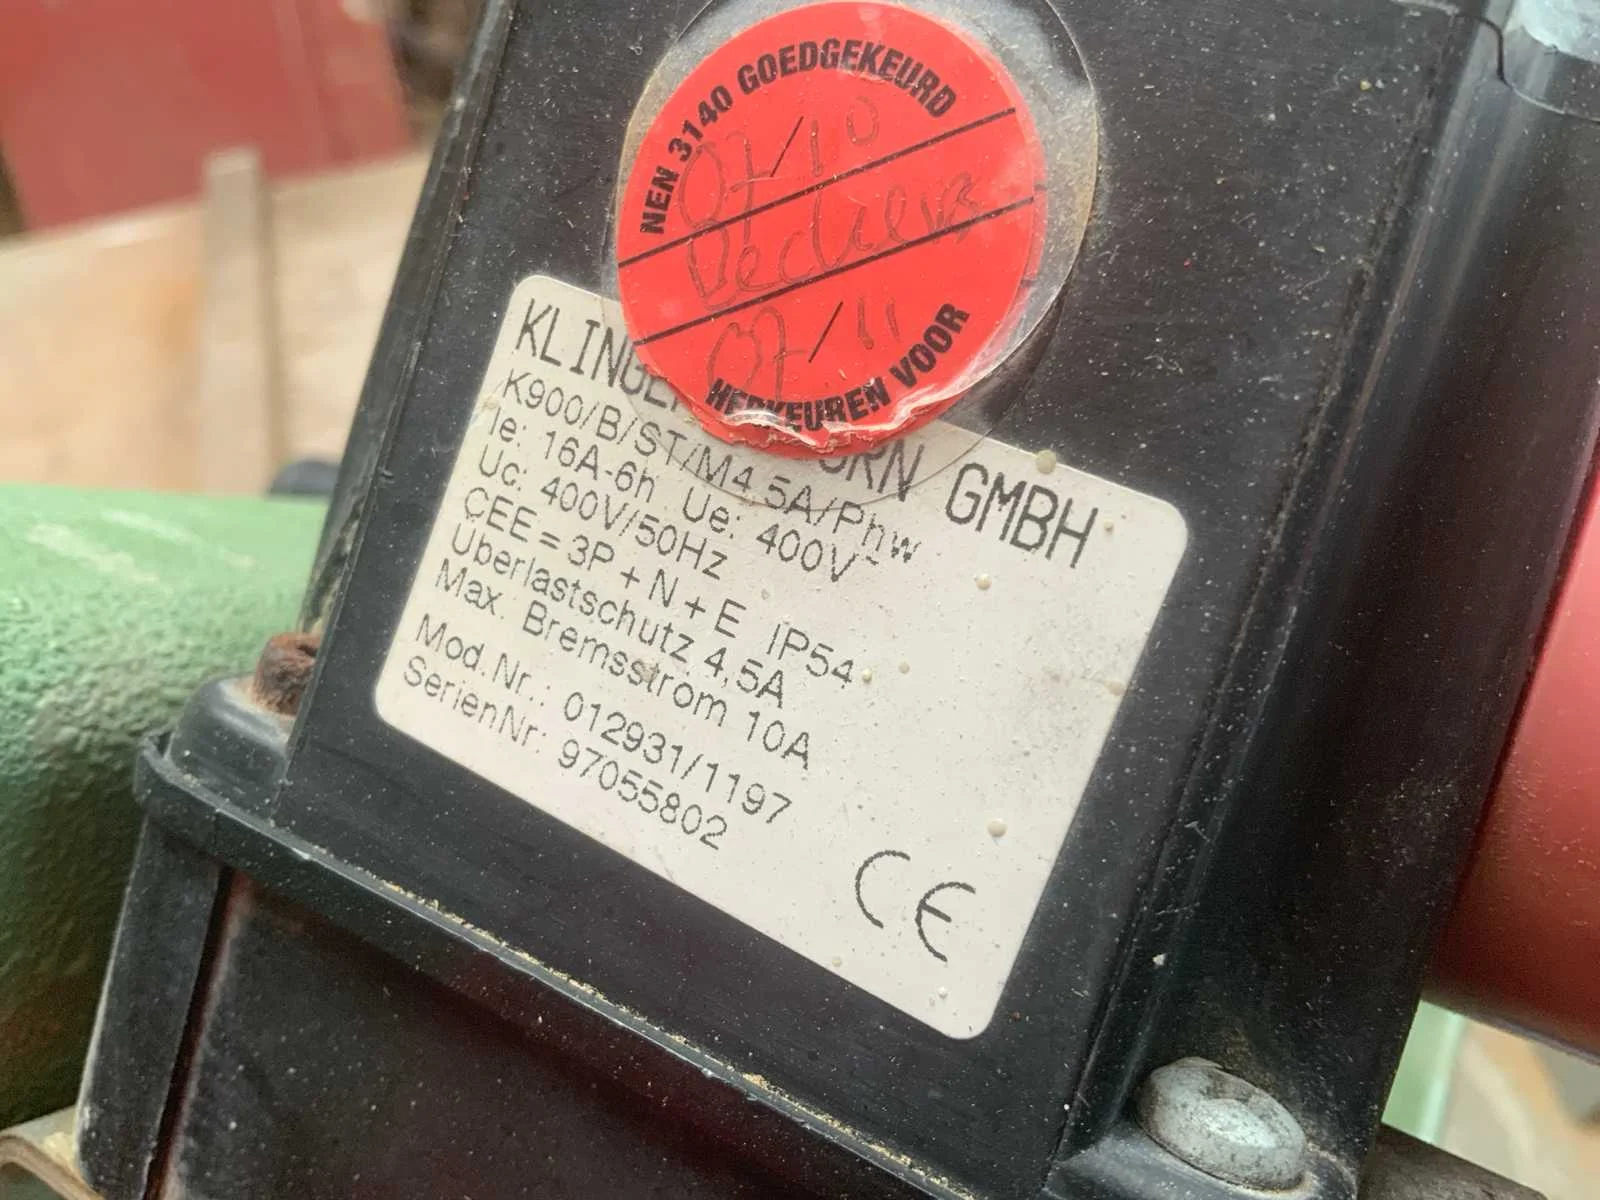 NEN 3140 GOEDGEKEURD
07/10
07/11
HERKEUREN VOOR
GMBH
K900/B/ST/M4,5A/Phw
Ie: 16A-6h Ue: 400V~
Uc: 400V/50Hz
CEE = 3P + N + E IP54
Überlastschutz 4,5A
Max. Bremsstrom 10A
Mod.Nr.: 012931/1197
SerienNr: 97055802
CE